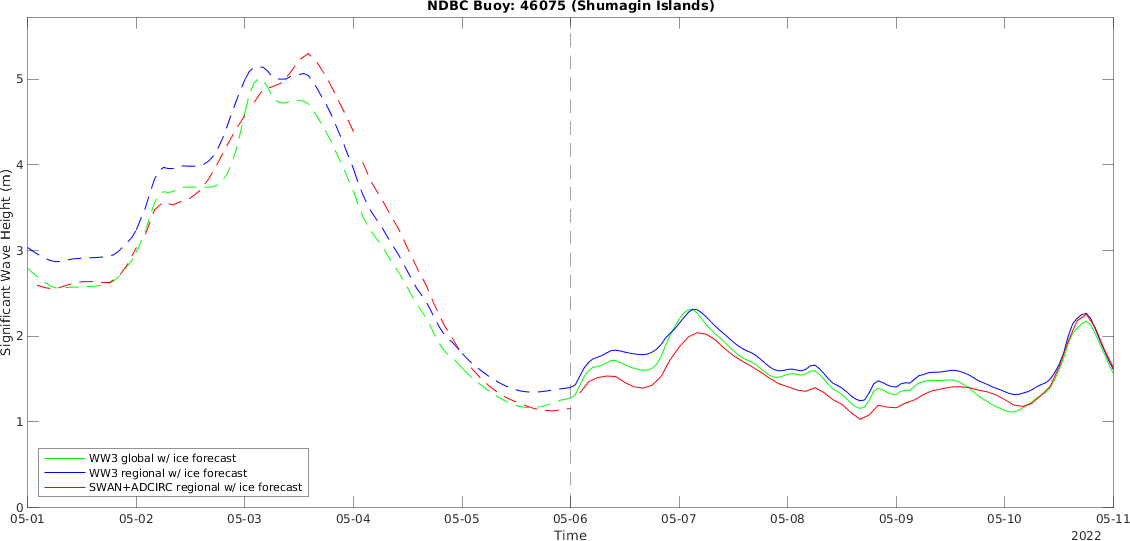 NDBC Buoy: 46075 (Shumagin Islands)
Significant Wave Height (m)
5
4
3
2
1
0
WW3 global w/ ice forecast
WW3 regional w/ ice forecast
SWAN+ADCIRC regional w/ ice forecast
05-01 05-02 05-03 05-04 05-05 05-06 05-07 05-08 05-09 05-10 05-11
Time
2022